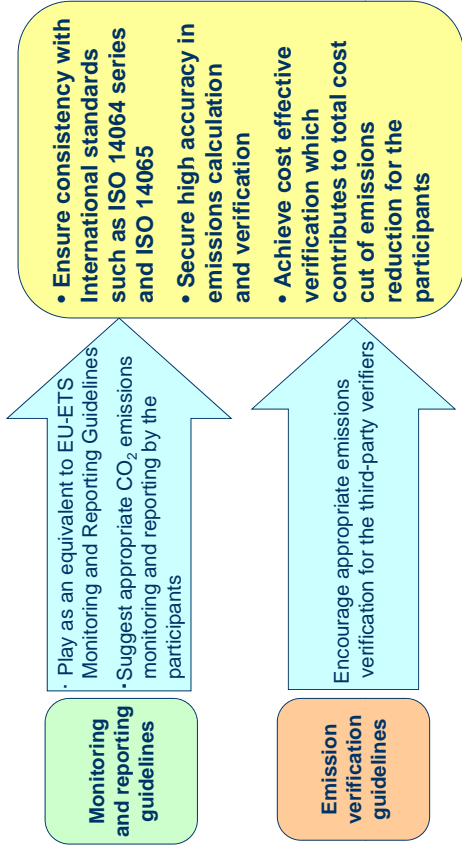 Monitoring
and reporting
guidelines
· Play as an equivalent to EU-ETS
Monitoring and Reporting Guidelines
· Suggest appropriate CO₂ emissions
monitoring and reporting by the
participants
Emission
verification
guidelines
Encourage appropriate emissions
verification for the third-party verifiers
• Ensure consistency with
International standards
such as ISO 14064 series
and ISO 14065
• Secure high accuracy in
emissions calculation
and verification
• Achieve cost effective
verification which
contributes to total cost
cut of emissions
reduction for the
participants